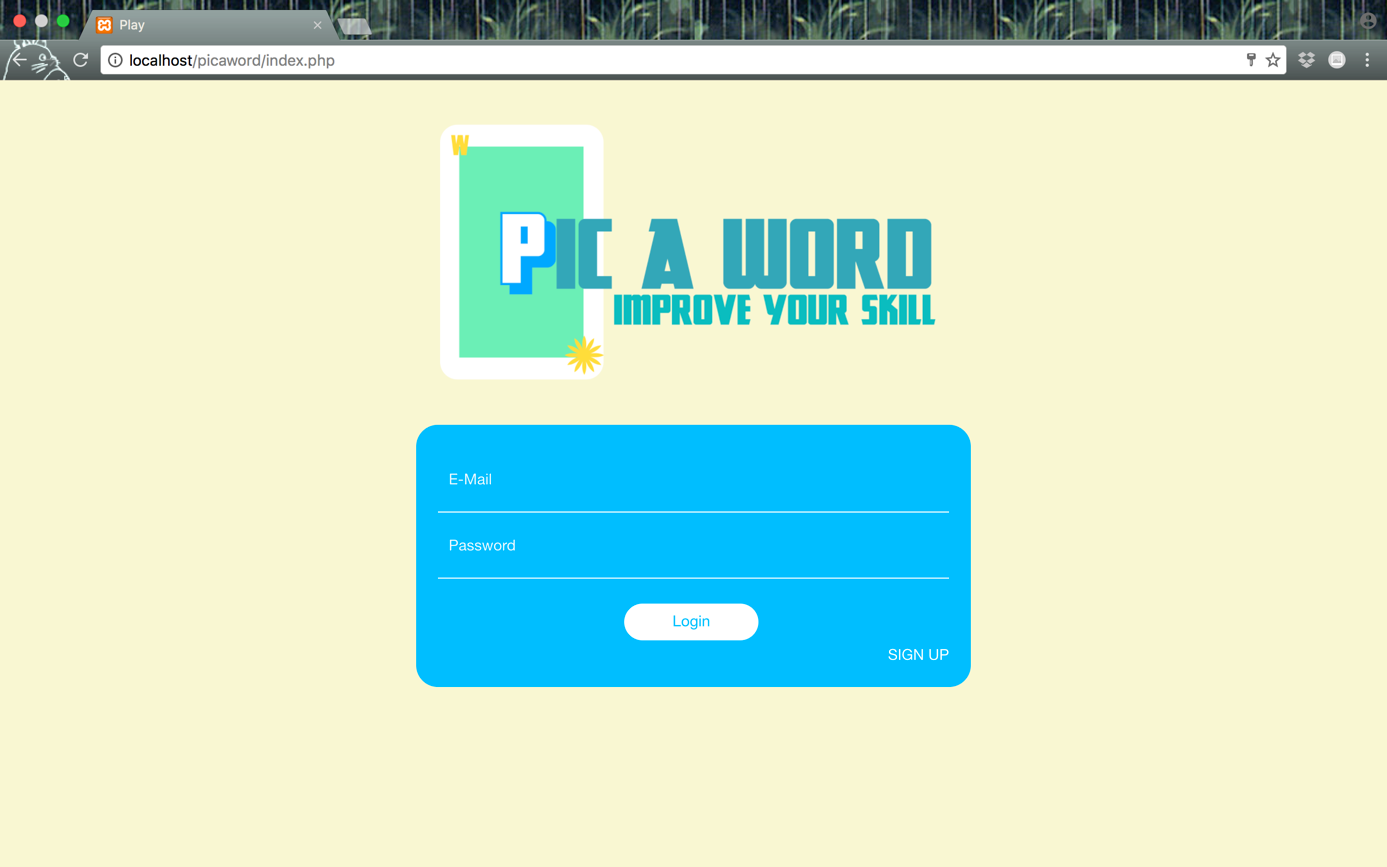 Play
localhost/picaword/index.php
W
PIC A WORD
IMPROVE YOUR SKILL
E-Mail
Password
Login
SIGN UP